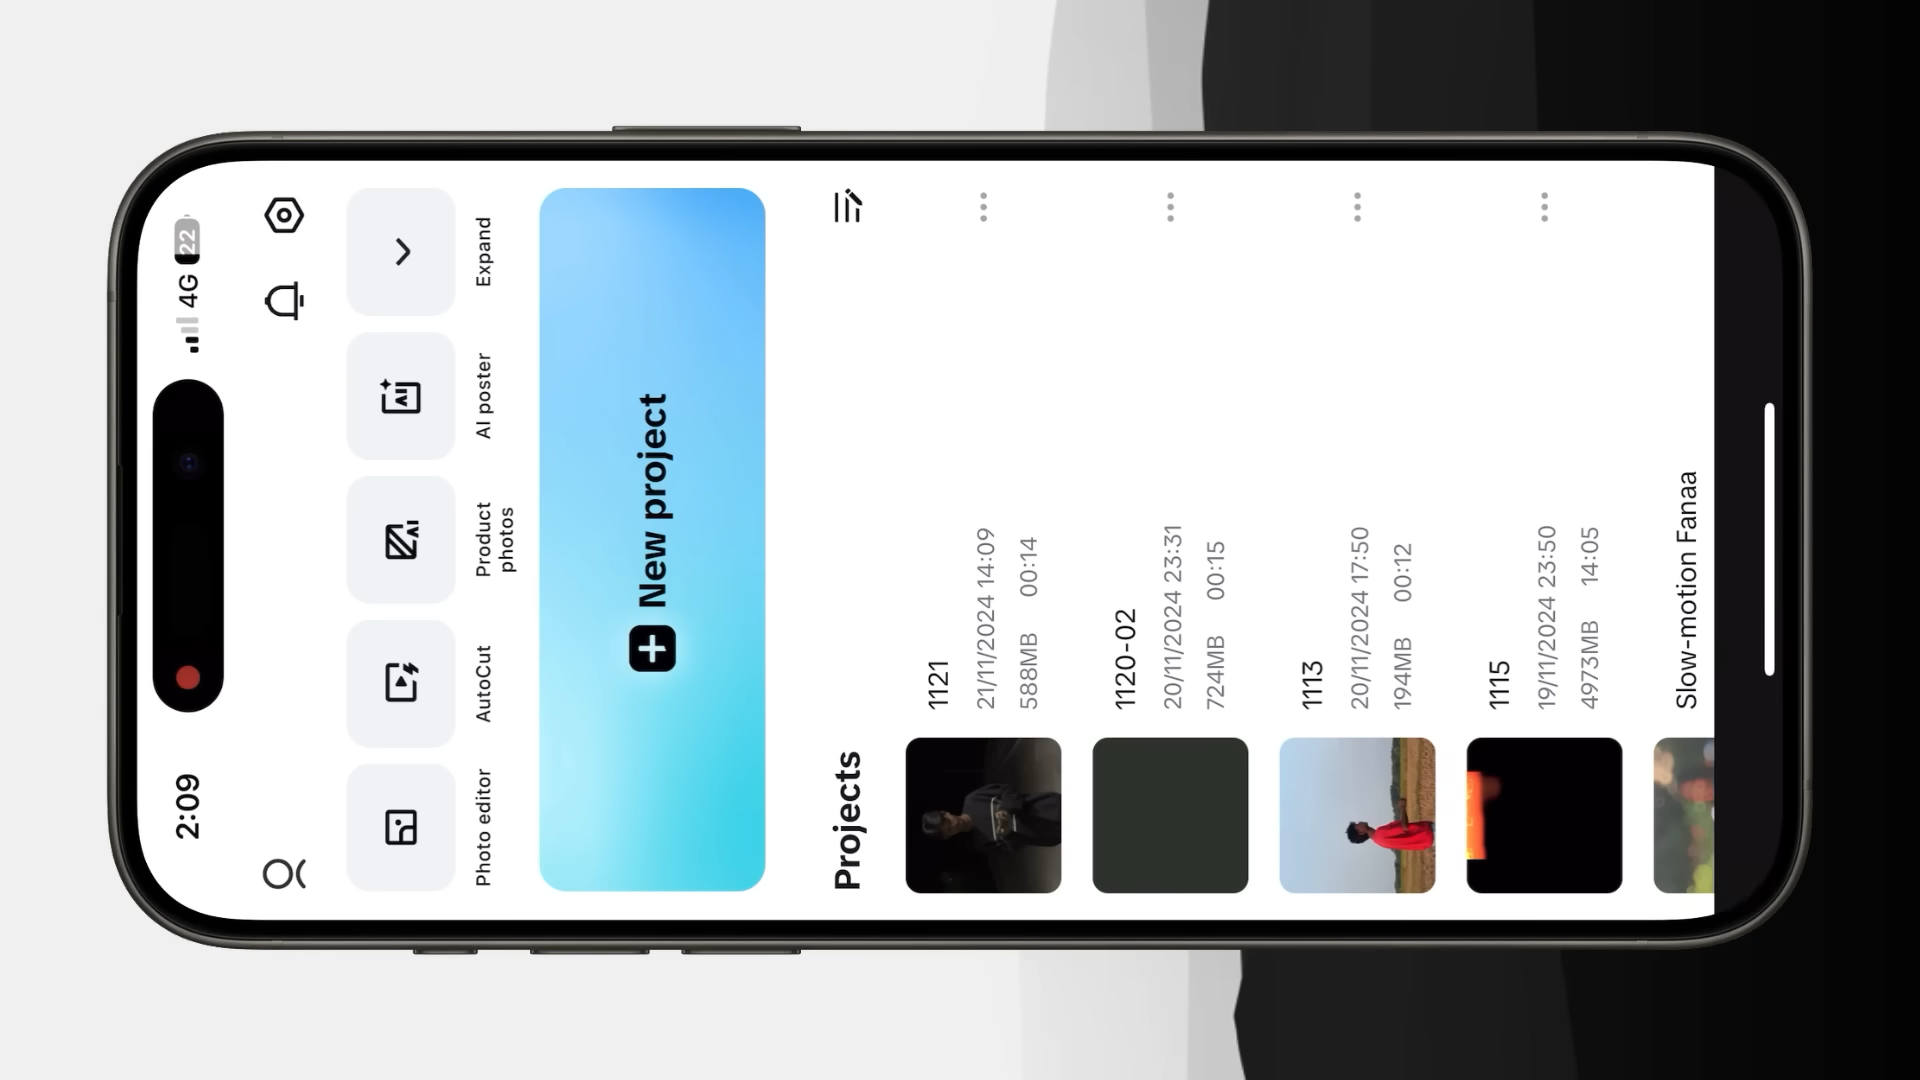 2:09
4G
22
Photo editor
AutoCut
Product
photos
AI poster
Expand
New project
Projects
1121
21/11/2024 14:09
588MB 00:14
1120-02
20/11/2024 23:31
724MB 00:15
1113
20/11/2024 17:50
194MB 00:12
1115
19/11/2024 23:50
4973MB 14:05
Slow-motion Fanaa